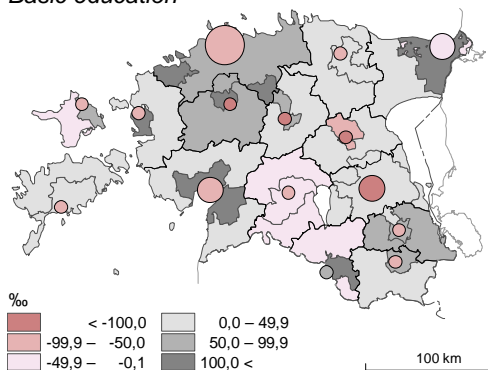 Basic education
‰
< -100,0 0,0 – 49,9
-99,9 – -50,0 50,0 – 99,9
-49,9 – -0,1 100,0 <
100 km